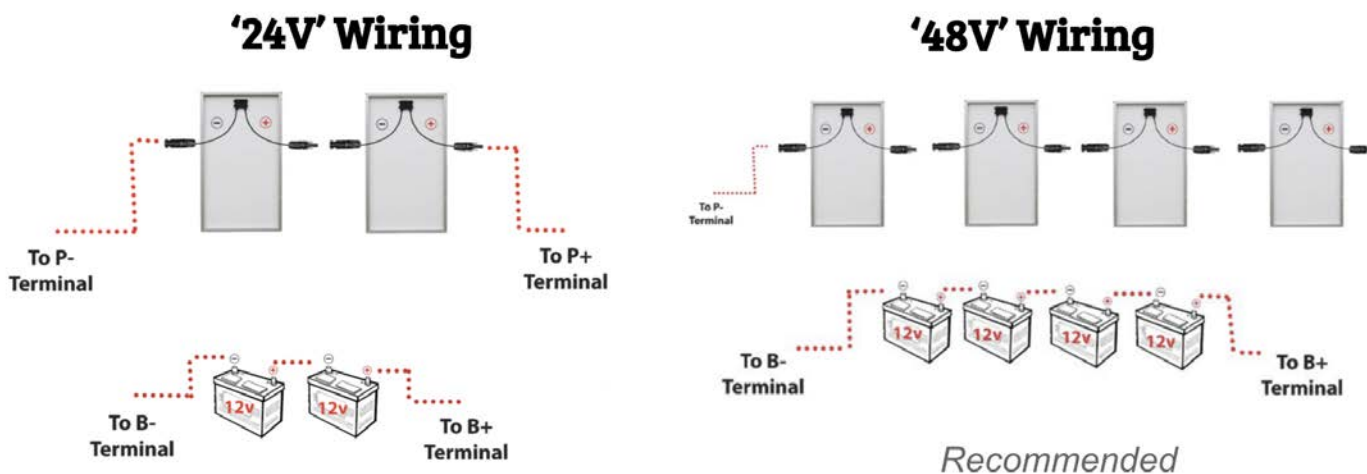 ‘24V’ Wiring
− + − +
To P-
Terminal
To P+
Terminal
− + − +
12v 12v
To B-
Terminal
To B+
Terminal
‘48V’ Wiring
− + − + − + − +
To P-
Terminal
− + − + − + − +
12v 12v 12v 12v
To B-
Terminal
To B+
Terminal
Recommended